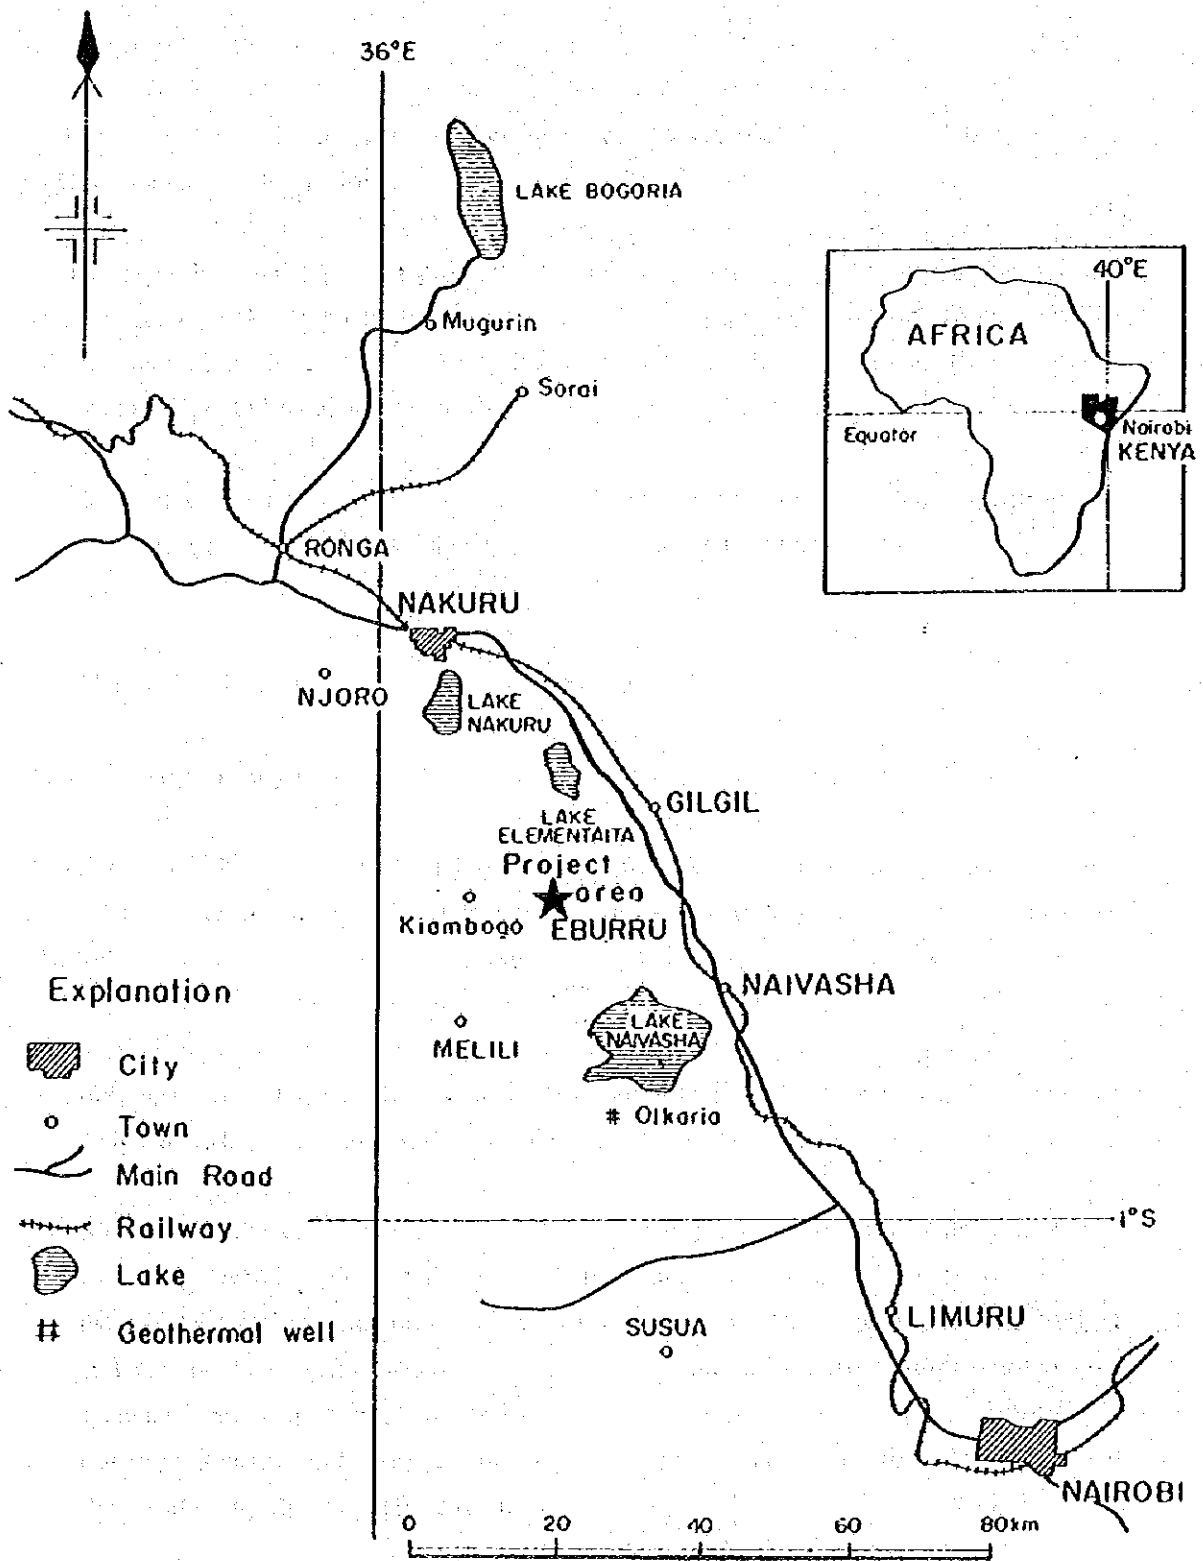 36°E
LAKE BOGORIA
Mugurin
Sorai
40°E
AFRICA
Equator
Nairobi
KENYA
RONGA
NAKURU
NJORO
LAKE
NAKURU
GILGIL
LAKE
ELEMENTAITA
Project
area
Kiambogo
EBURRU
NAIVASHA
LAKE
NAIVASHA
MELILI
# Olkaria
Explanation
City
Town
Main Road
Railway
Lake
# Geothermal well
1°S
SUSUA
LIMURU
NAIROBI
0 20 40 60 80km